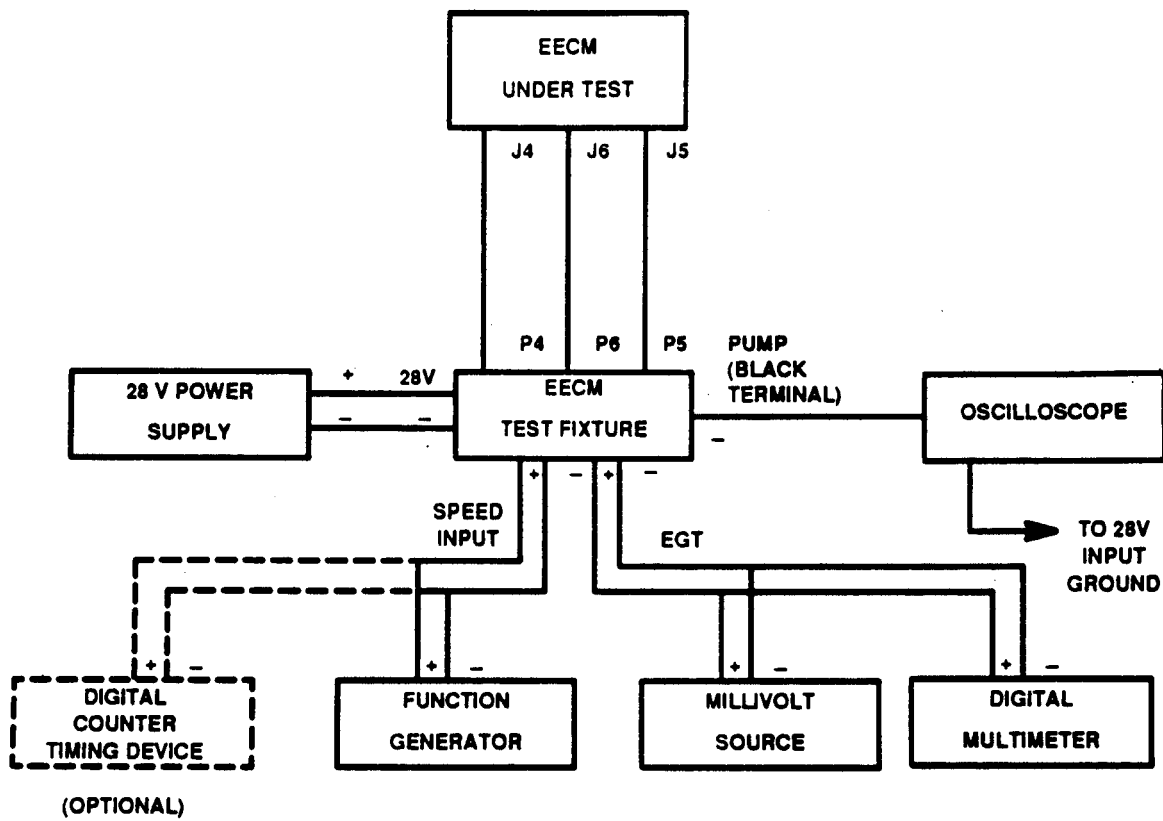 EECM
UNDER TEST
J4 J6 J5
P4 P6 P5
PUMP
(BLACK
TERMINAL)
28 V POWER
SUPPLY
+ 28V
– –
EECM
TEST FIXTURE
–
OSCILLOSCOPE
+ – + –
SPEED
INPUT
EGT
TO 28V
INPUT
GROUND
+ –
DIGITAL
COUNTER
TIMING DEVICE
(OPTIONAL)
+ –
FUNCTION
GENERATOR
+ –
MILLIVOLT
SOURCE
+ –
DIGITAL
MULTIMETER